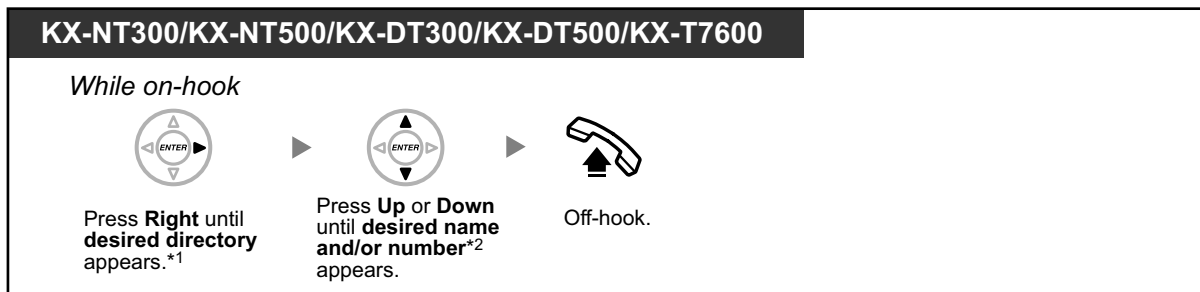 KX-NT300/KX-NT500/KX-DT300/KX-DT500/KX-T7600
While on-hook
ENTER
ENTER
Press Right until
desired directory
appears.*1
Press Up or Down
until desired name
and/or number*2
appears.
Off-hook.